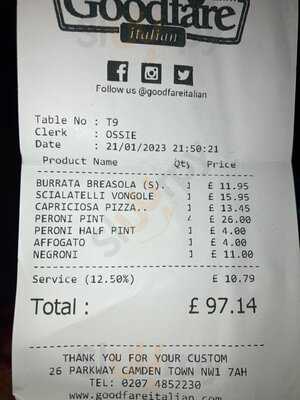 Goodfare
italian
Follow us @goodfareitalian
Table No : T9
Clerk : OSSIE
Date : 21/01/2023 21:50:21
Product Name Qty Price
BURRATA BREASOLA (S). 1 £ 11.95
SCIALATELLI VONGOLE 1 £ 15.95
CAPRICIOSA PIZZA.. 1 £ 13.45
PERONI PINT 4 £ 26.00
PERONI HALF PINT 1 £ 4.00
AFFOGATO 1 £ 4.00
NEGRONI 1 £ 11.00
Service (12.50%) £ 10.79
Total : £ 97.14
THANK YOU FOR YOUR CUSTOM
26 PARKWAY CAMDEN TOWN NW1 7AH
TEL: 0207 4852230
www.goodfareitalian.com